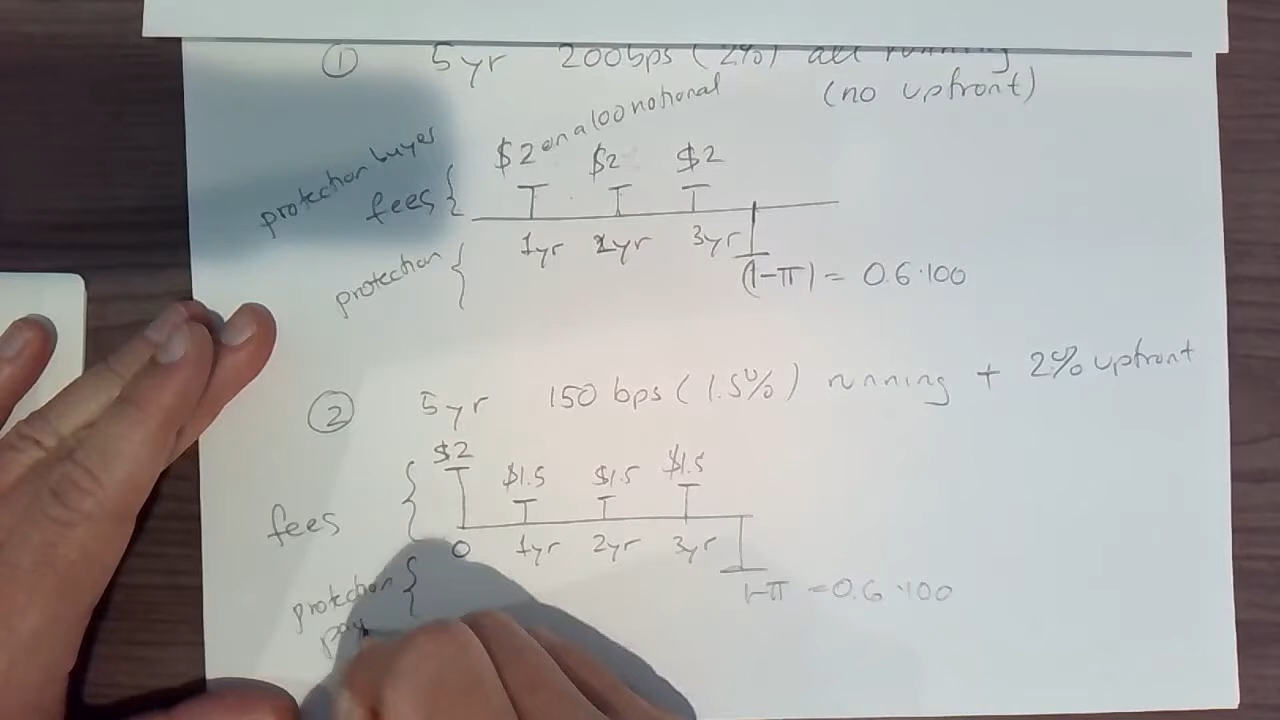 ① 5yr 200bps (2%) all running
(no upfront)
protection buyer
$2 on a 100 notional $2 $2
fees {
1yr 2yr 3yr
protection {
(1-π) = 0.6·100
② 5yr 150 bps (1.5%) running + 2% upfront
$2
$1.5 $1.5 $1.5
fees {
0 1yr 2yr 3yr
protection {
1-π = 0.6·100
pay